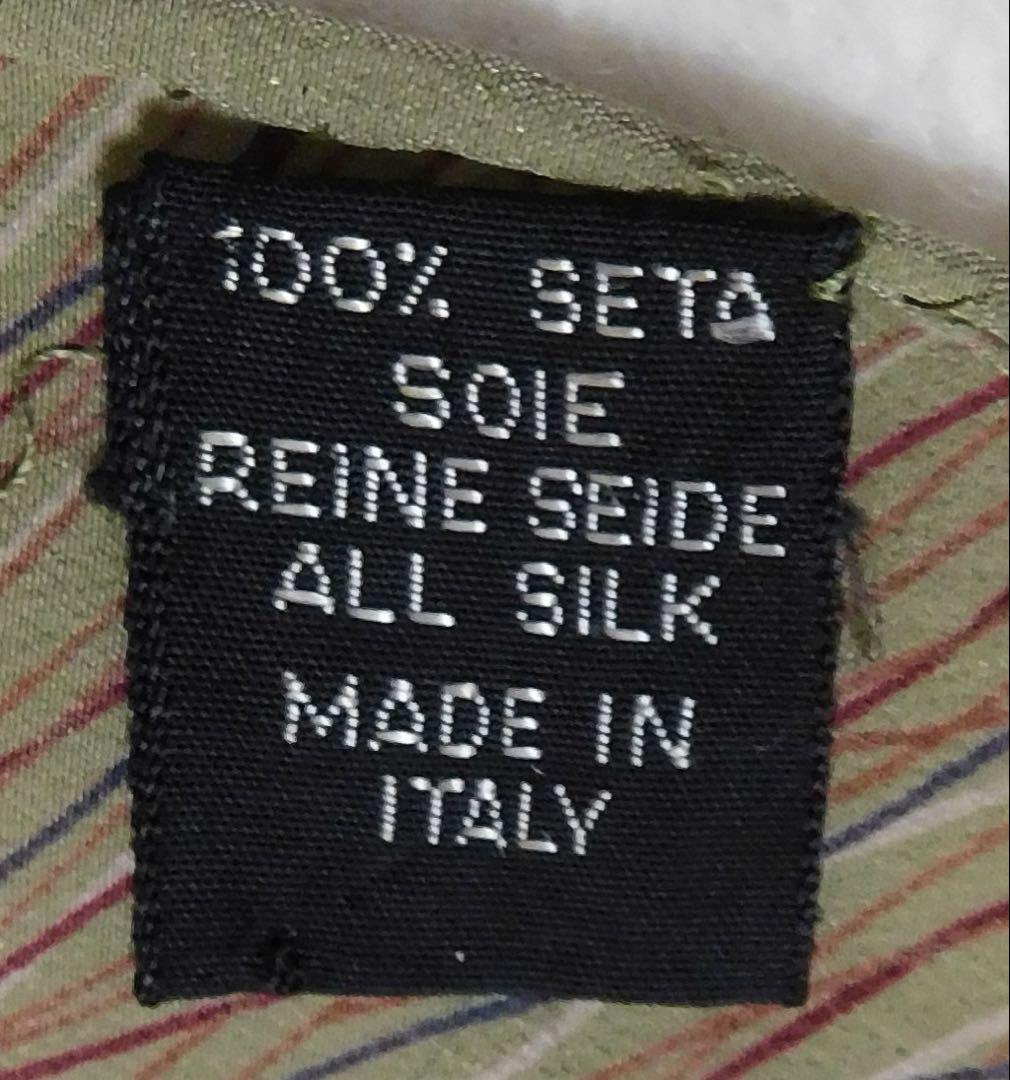 100% SETA
SOIE
REINE SEIDE
ALL SILK
MADE IN
ITALY